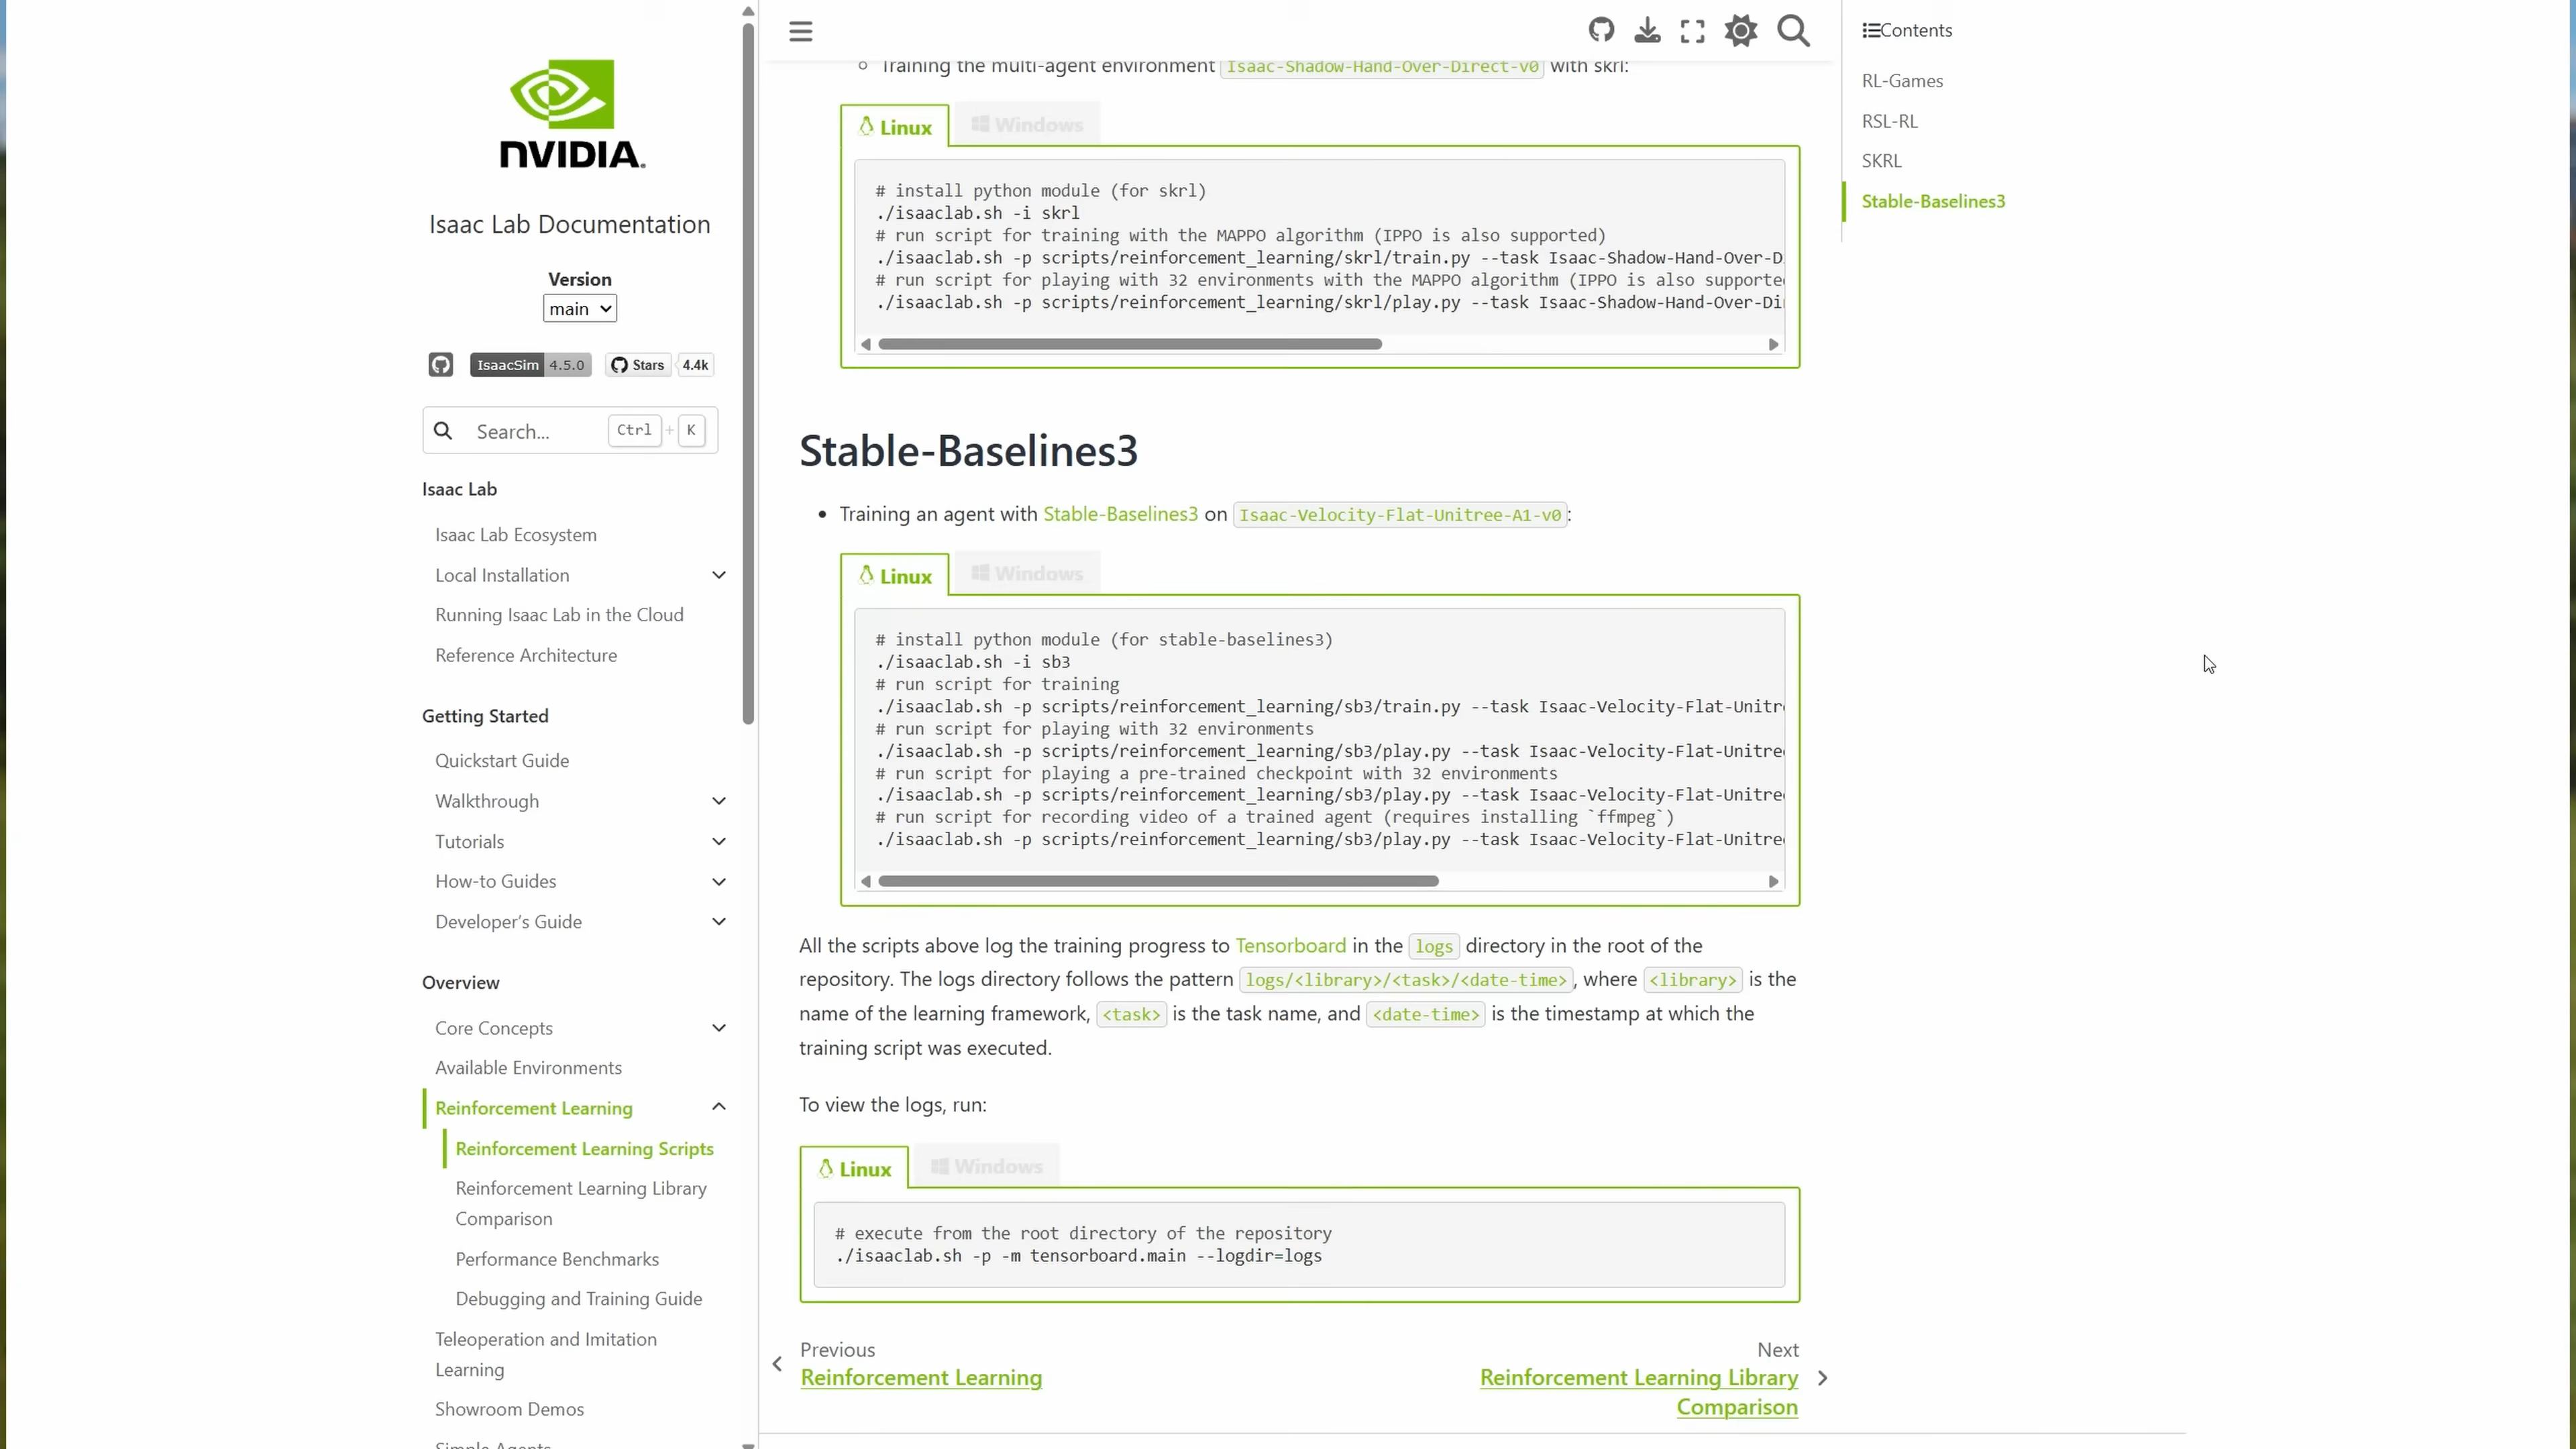 NVIDIA.
Isaac Lab Documentation
Version
main
IsaacSim 4.5.0 Stars 4.4k
Search... Ctrl + K
Isaac Lab
Isaac Lab Ecosystem
Local Installation
Running Isaac Lab in the Cloud
Reference Architecture
Getting Started
Quickstart Guide
Walkthrough
Tutorials
How-to Guides
Developer’s Guide
Overview
Core Concepts
Available Environments
Reinforcement Learning
Reinforcement Learning Scripts
Reinforcement Learning Library
Comparison
Performance Benchmarks
Debugging and Training Guide
Teleoperation and Imitation
Learning
Showroom Demos
Simple Agents
Training the multi-agent environment Isaac-Shadow-Hand-Over-Direct-v0 with skrl:
Linux Windows
# install python module (for skrl)
./isaaclab.sh -i skrl
# run script for training with the MAPPO algorithm (IPPO is also supported)
./isaaclab.sh -p scripts/reinforcement_learning/skrl/train.py --task Isaac-Shadow-Hand-Over-D
# run script for playing with 32 environments with the MAPPO algorithm (IPPO is also supporte
./isaaclab.sh -p scripts/reinforcement_learning/skrl/play.py --task Isaac-Shadow-Hand-Over-Di
Stable-Baselines3
Training an agent with Stable-Baselines3 on Isaac-Velocity-Flat-Unitree-A1-v0:
Linux Windows
# install python module (for stable-baselines3)
./isaaclab.sh -i sb3
# run script for training
./isaaclab.sh -p scripts/reinforcement_learning/sb3/train.py --task Isaac-Velocity-Flat-Unitr
# run script for playing with 32 environments
./isaaclab.sh -p scripts/reinforcement_learning/sb3/play.py --task Isaac-Velocity-Flat-Unitre
# run script for playing a pre-trained checkpoint with 32 environments
./isaaclab.sh -p scripts/reinforcement_learning/sb3/play.py --task Isaac-Velocity-Flat-Unitre
# run script for recording video of a trained agent (requires installing `ffmpeg`)
./isaaclab.sh -p scripts/reinforcement_learning/sb3/play.py --task Isaac-Velocity-Flat-Unitre
All the scripts above log the training progress to Tensorboard in the logs directory in the root of the
repository. The logs directory follows the pattern logs/<library>/<task>/<date-time>, where <library> is the
name of the learning framework, <task> is the task name, and <date-time> is the timestamp at which the
training script was executed.
To view the logs, run:
Linux Windows
# execute from the root directory of the repository
./isaaclab.sh -p -m tensorboard.main --logdir=logs
Previous
Reinforcement Learning
Next
Reinforcement Learning Library
Comparison
Contents
RL-Games
RSL-RL
SKRL
Stable-Baselines3